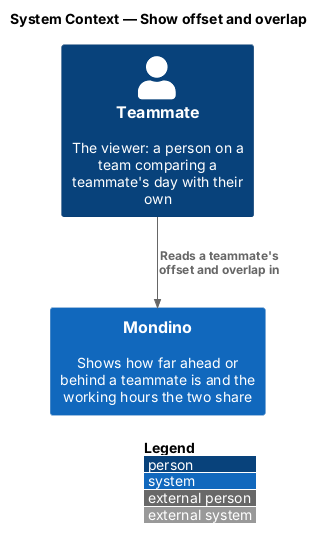 System Context — Show offset and overlap
Teammate
The viewer: a person on a
team comparing a
teammate's day with their
own
Reads a teammate's
offset and overlap in
Mondino
Shows how far ahead or
behind a teammate is and the
working hours the two share
Legend
person
system
external person
external system